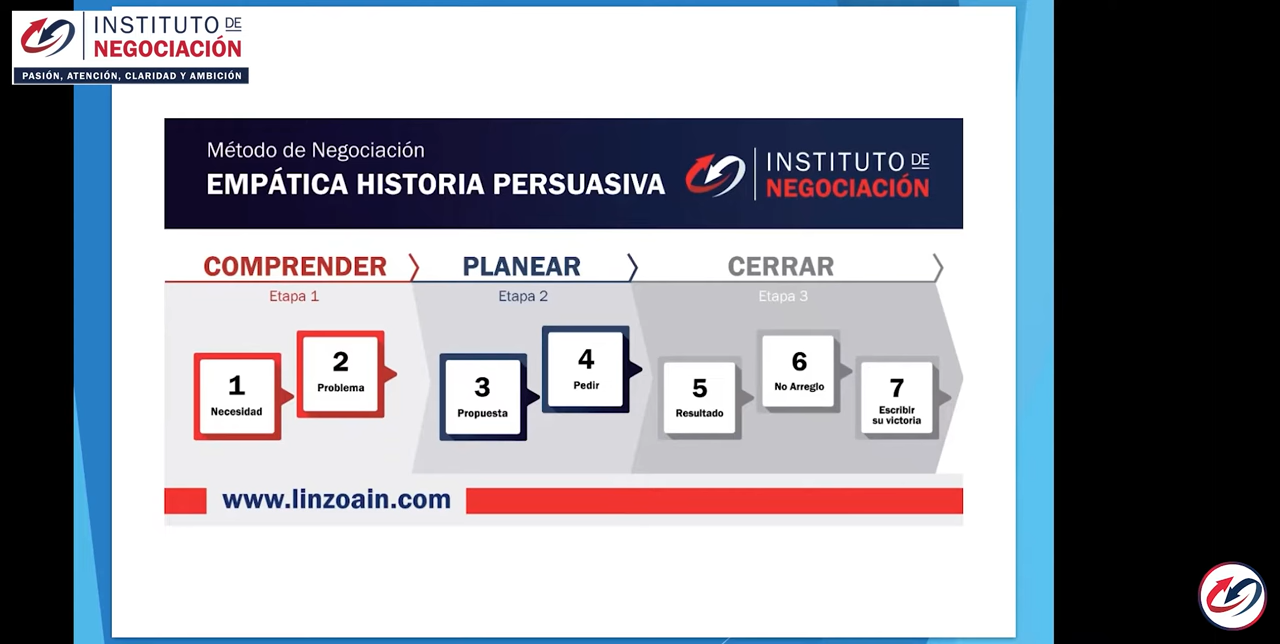 INSTITUTO DE
NEGOCIACIÓN
PASIÓN, ATENCIÓN, CLARIDAD Y AMBICIÓN
Método de Negociación
EMPÁTICA HISTORIA PERSUASIVA
INSTITUTO DE
NEGOCIACIÓN
COMPRENDER
PLANEAR
CERRAR
Etapa 1
Etapa 2
Etapa 3
1
Necesidad
2
Problema
3
Propuesta
4
Pedir
5
Resultado
6
No Arreglo
7
Escribir
su victoria
www.linzoain.com